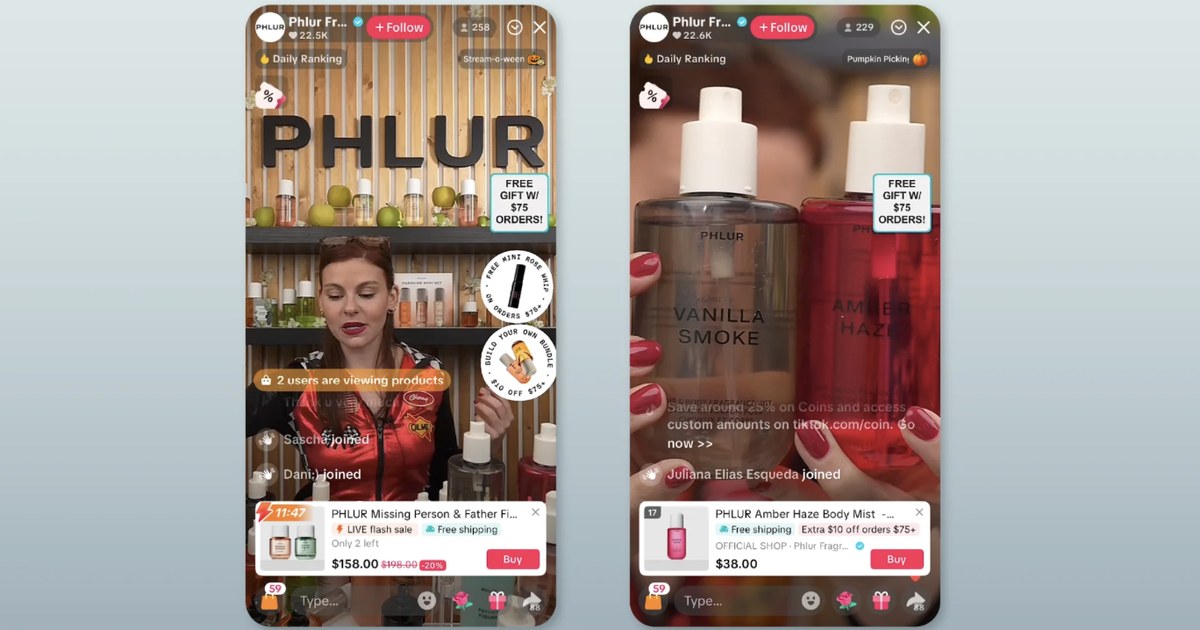 PHLUR
Phlur Fr...
22.5K
+ Follow
258
Daily Ranking
Stream-o-ween
%
PHLUR
FREE
GIFT W/
$75
ORDERS!
FREE MINI ROSE WHIP
ON ORDERS $75+
BUILD YOUR OWN BUNDLE
$10 OFF $75+
2 users are viewing products
Thank u very much
Sascha joined
Dani:) joined
11:47
PHLUR Missing Person & Father Fi...
LIVE flash sale
Free shipping
Only 2 left
$158.00 $198.00 -20%
Buy
59
Type...
88
PHLUR
Phlur Fr...
22.6K
+ Follow
229
Daily Ranking
Pumpkin Picking
%
FREE
GIFT W/
$75
ORDERS!
PHLUR
VANILLA
SMOKE
PH
AMBER
HAZE
Save around 25% on Coins and access
custom amounts on tiktok.com/coin. Go
now >>
Juliana Elias Esqueda joined
17
PHLUR Amber Haze Body Mist -...
Free shipping
Extra $10 off orders $75+
OFFICIAL SHOP · Phlur Fragr...
$38.00
Buy
59
Type...
88